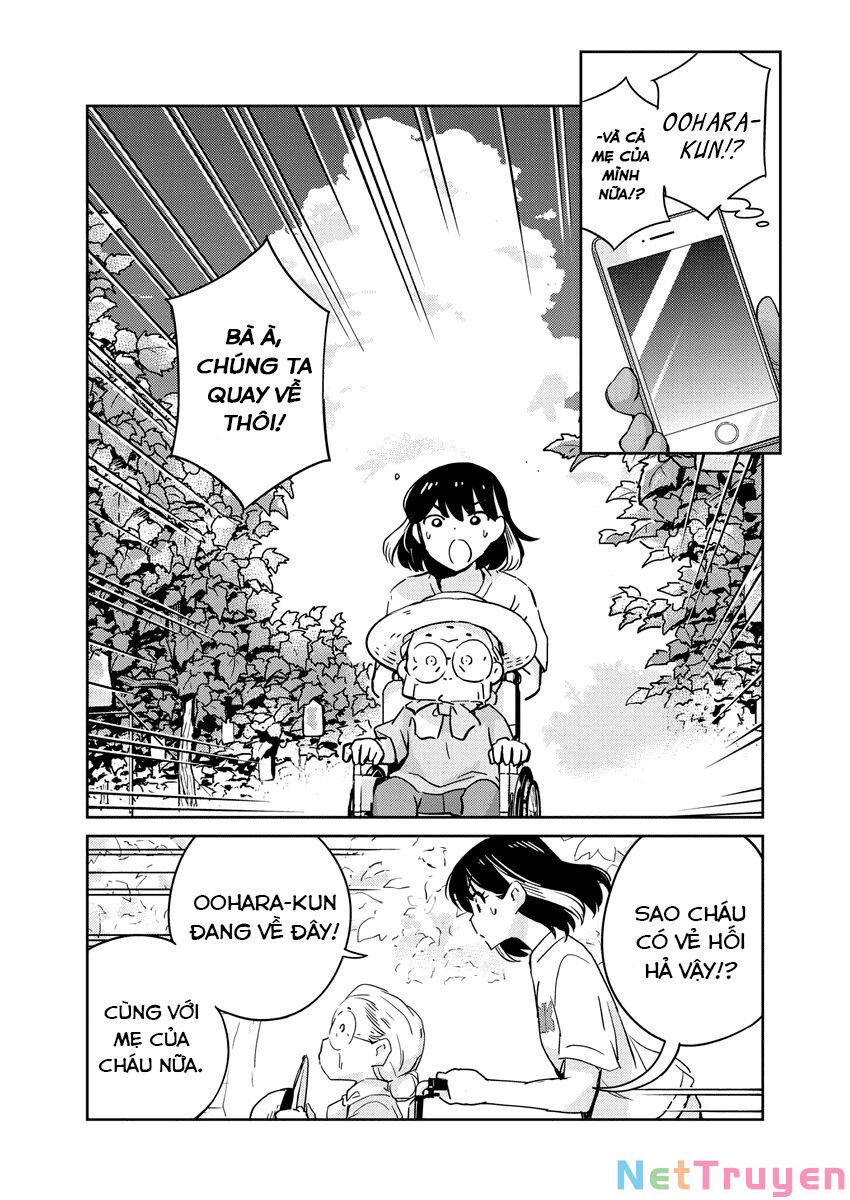 OOHARA-
KUN!?
-VÀ CẢ
MẸ CỦA
MÌNH
NỮA!?
BÀ À,
CHÚNG TA
QUAY VỀ
THÔI!
SAO CHÁU
CÓ VẺ HỐI
HẢ VẬY!?
OOHARA-KUN
ĐANG VỀ ĐÂY!
CÙNG VỚI
MẸ CỦA
CHÁU NỮA.
NetTruyen